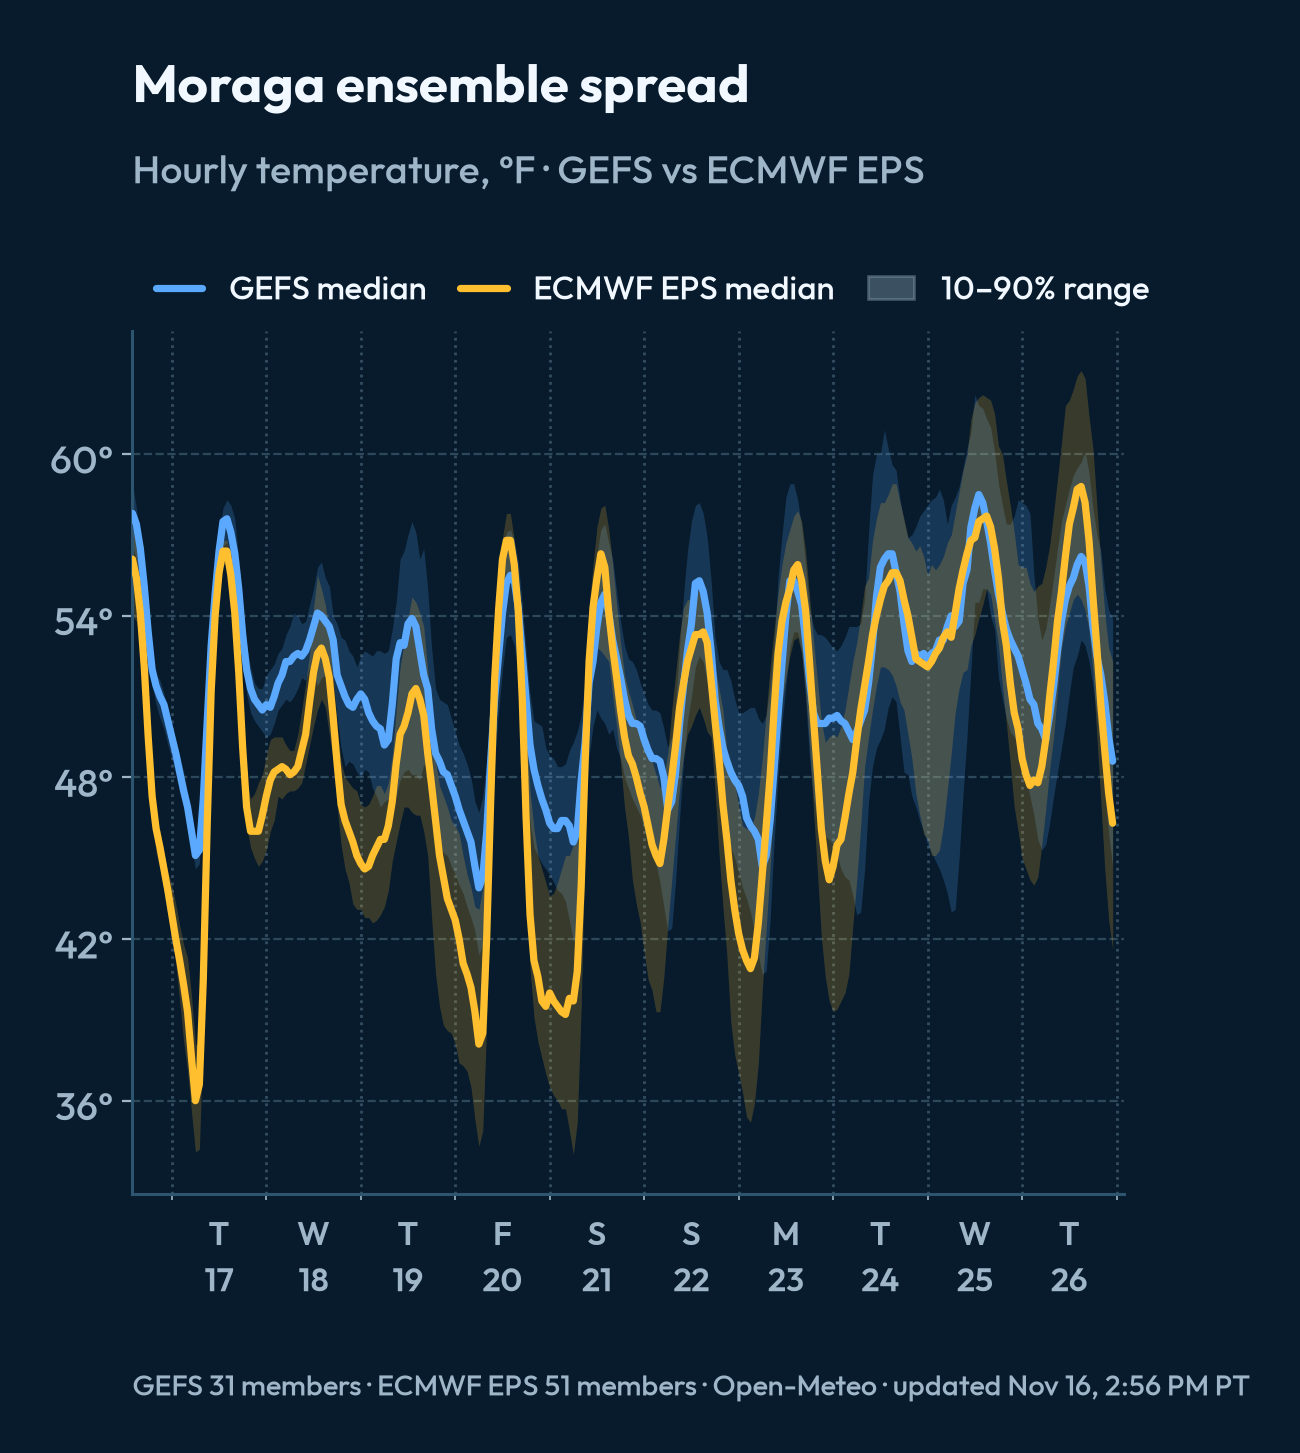 Moraga ensemble spread
Hourly temperature, °F · GEFS vs ECMWF EPS
GEFS median ECMWF EPS median 10–90% range
60°
54°
48°
42°
36°
T W T F S S M T W T
17 18 19 20 21 22 23 24 25 26
GEFS 31 members · ECMWF EPS 51 members · Open-Meteo · updated Nov 16, 2:56 PM PT